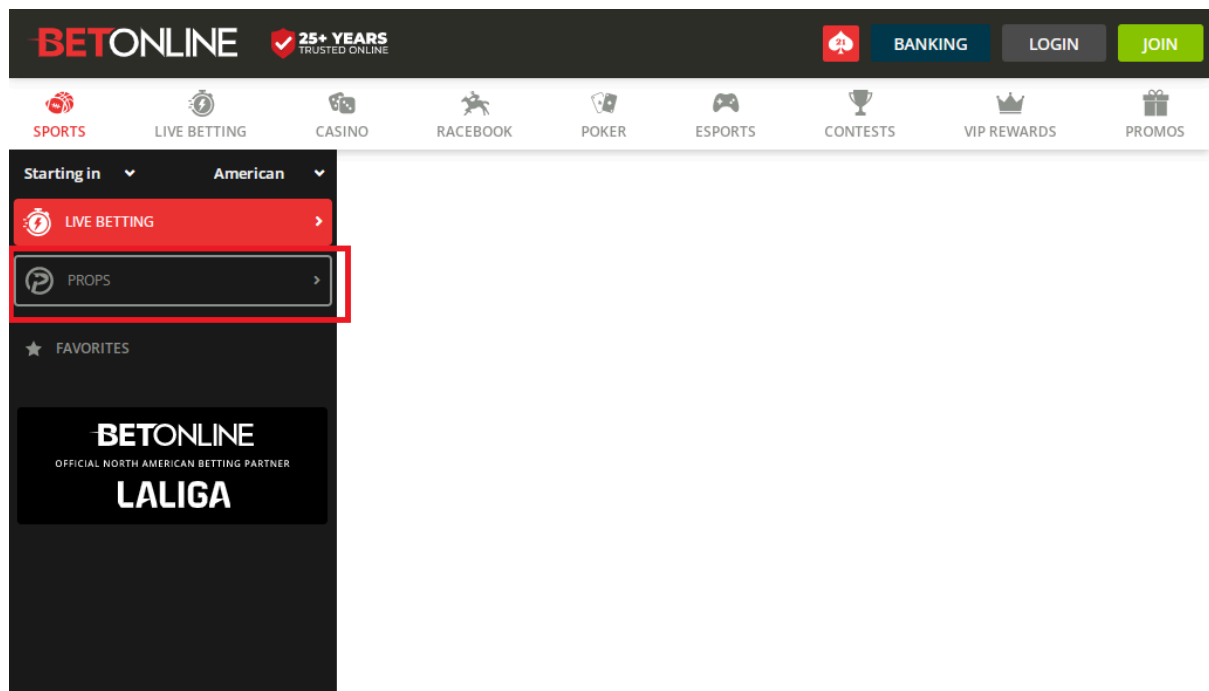 BETONLINE
25+ YEARS
TRUSTED ONLINE
21
BANKING
LOGIN
JOIN
SPORTS
LIVE BETTING
CASINO
RACEBOOK
POKER
ESPORTS
CONTESTS
VIP REWARDS
PROMOS
Starting in
American
LIVE BETTING
PROPS
FAVORITES
BETONLINE
OFFICIAL NORTH AMERICAN BETTING PARTNER
LALIGA